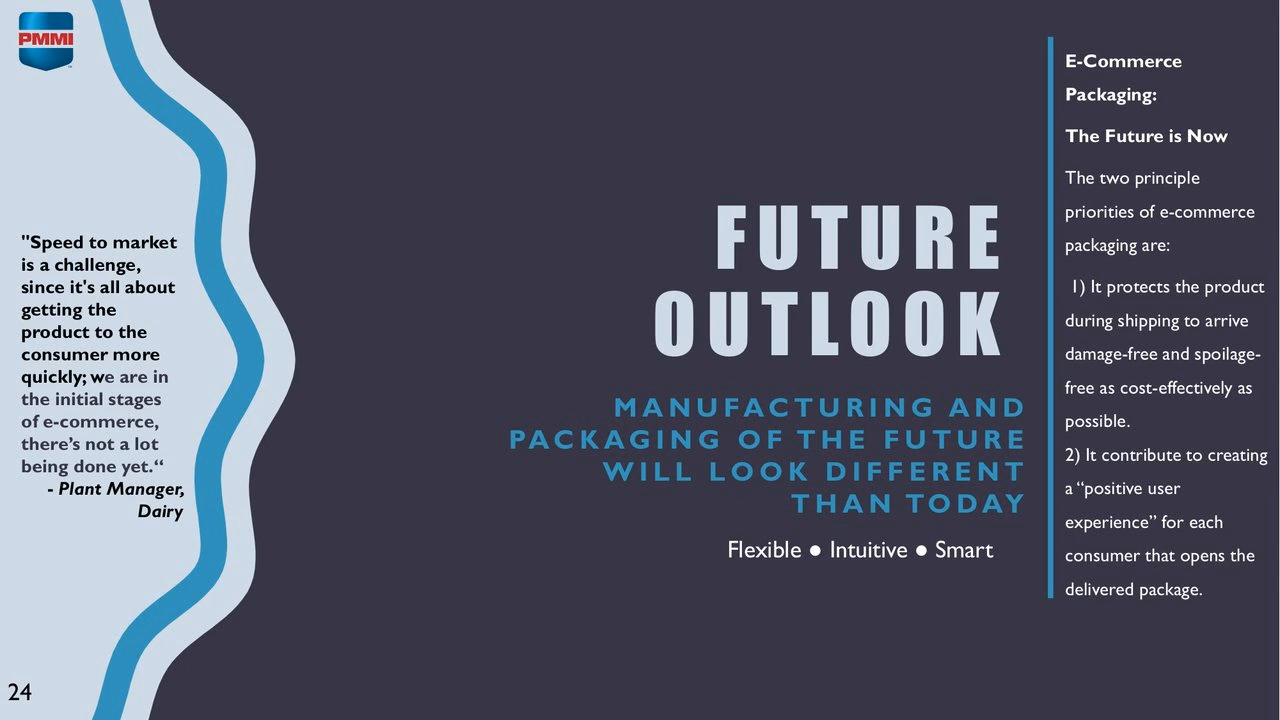 PMMI
"Speed to market
is a challenge,
since it's all about
getting the
product to the
consumer more
quickly; we are in
the initial stages
of e-commerce,
there’s not a lot
being done yet.“
- Plant Manager,
Dairy
24
FUTURE
OUTLOOK
MANUFACTURING AND
PACKAGING OF THE FUTURE
WILL LOOK DIFFERENT
THAN TODAY
Flexible ● Intuitive ● Smart
E-Commerce
Packaging:
The Future is Now
The two principle
priorities of e-commerce
packaging are:
1) It protects the product
during shipping to arrive
damage-free and spoilage-
free as cost-effectively as
possible.
2) It contribute to creating
a “positive user
experience” for each
consumer that opens the
delivered package.